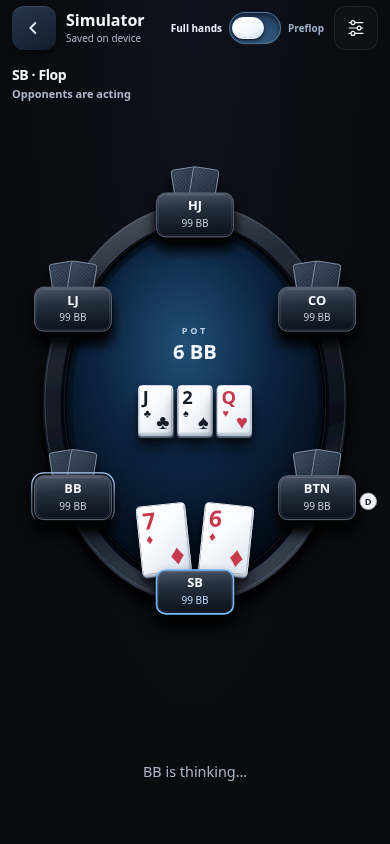 Simulator
Saved on device
Full hands
Preflop
SB · Flop
Opponents are acting
HJ
99 BB
LJ
99 BB
CO
99 BB
POT
6 BB
J
2
Q
BB
99 BB
BTN
99 BB
D
7
6
SB
99 BB
BB is thinking...